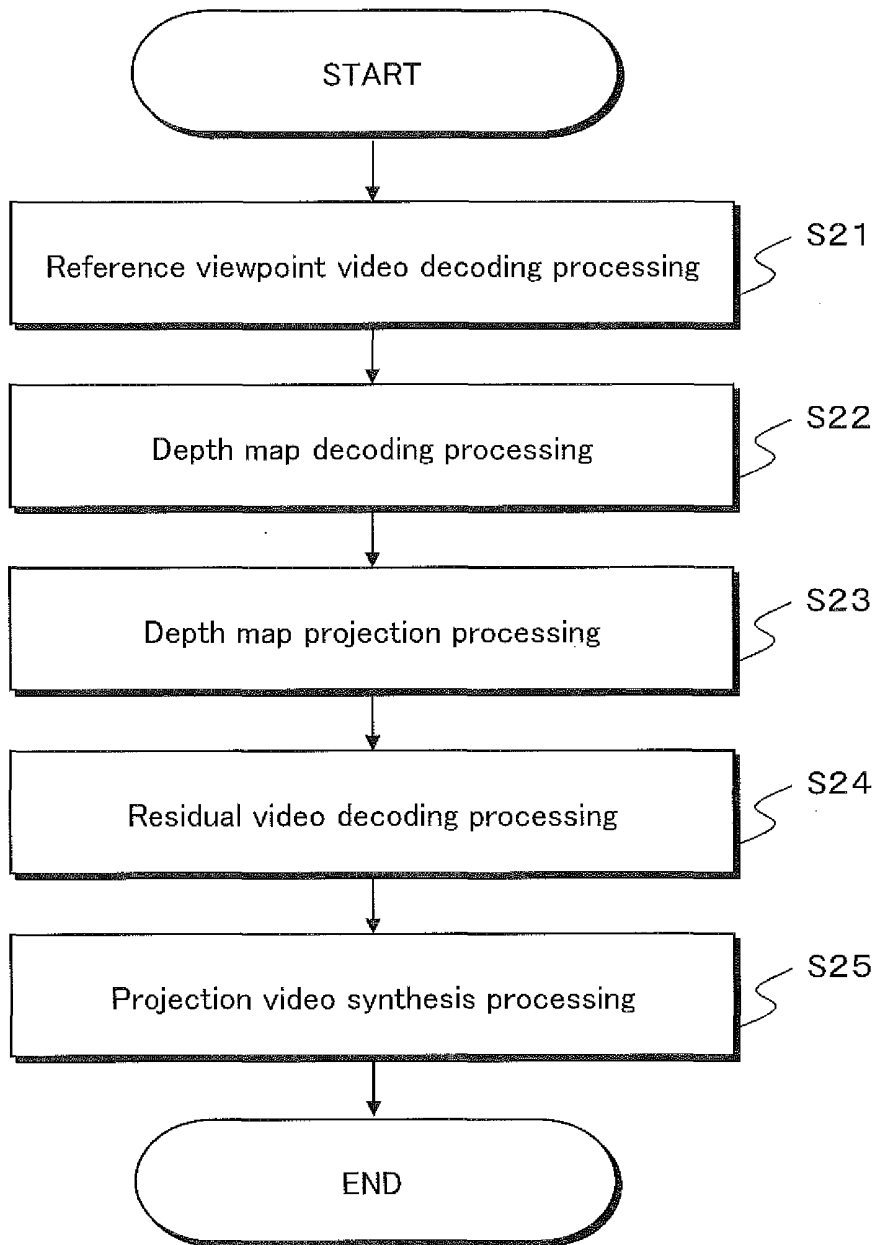 START
Reference viewpoint video decoding processing
S21
Depth map decoding processing
S22
Depth map projection processing
S23
Residual video decoding processing
S24
Projection video synthesis processing
S25
END